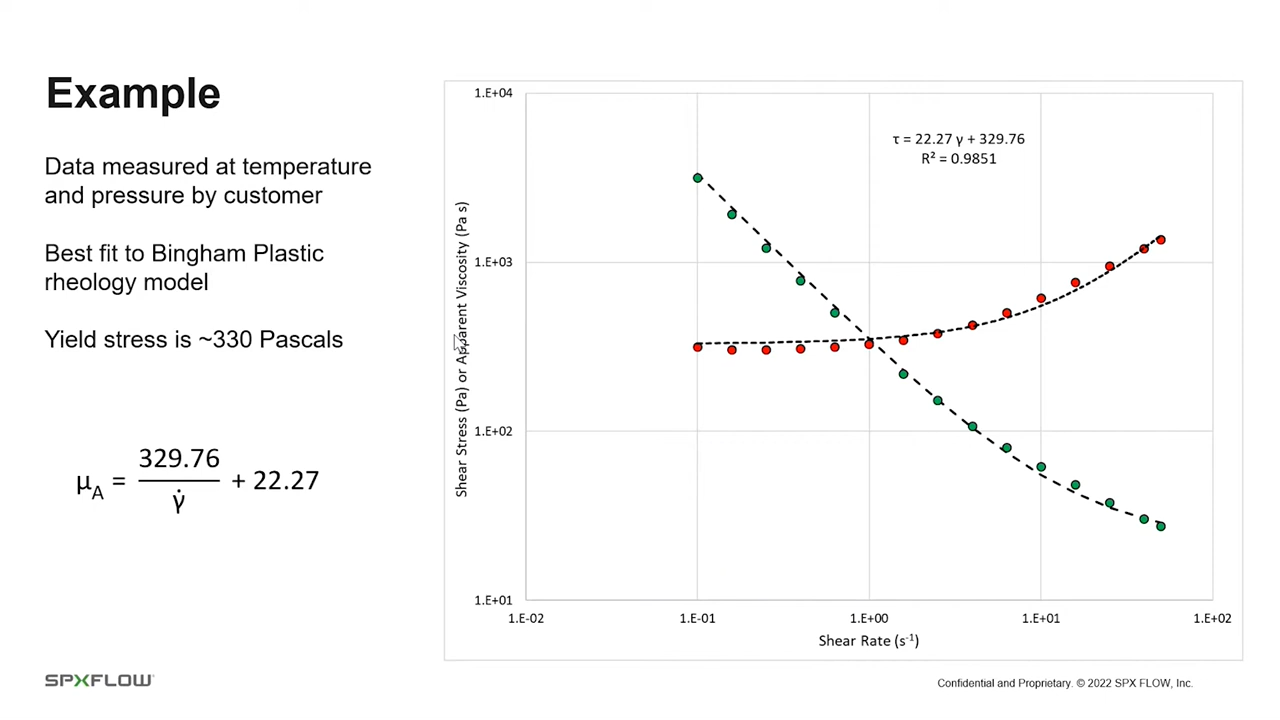 Example
Data measured at temperature
and pressure by customer
Best fit to Bingham Plastic
rheology model
Yield stress is ~330 Pascals
μA = 329.76 / γ̇ + 22.27
Shear Stress (Pa) or Apparent Viscosity (Pa s)
1.E+04
1.E+03
1.E+02
1.E+01
τ = 22.27 γ + 329.76
R² = 0.9851
1.E-02 1.E-01 1.E+00 1.E+01 1.E+02
Shear Rate (s⁻¹)
SPXFLOW
Confidential and Proprietary. © 2022 SPX FLOW, Inc.